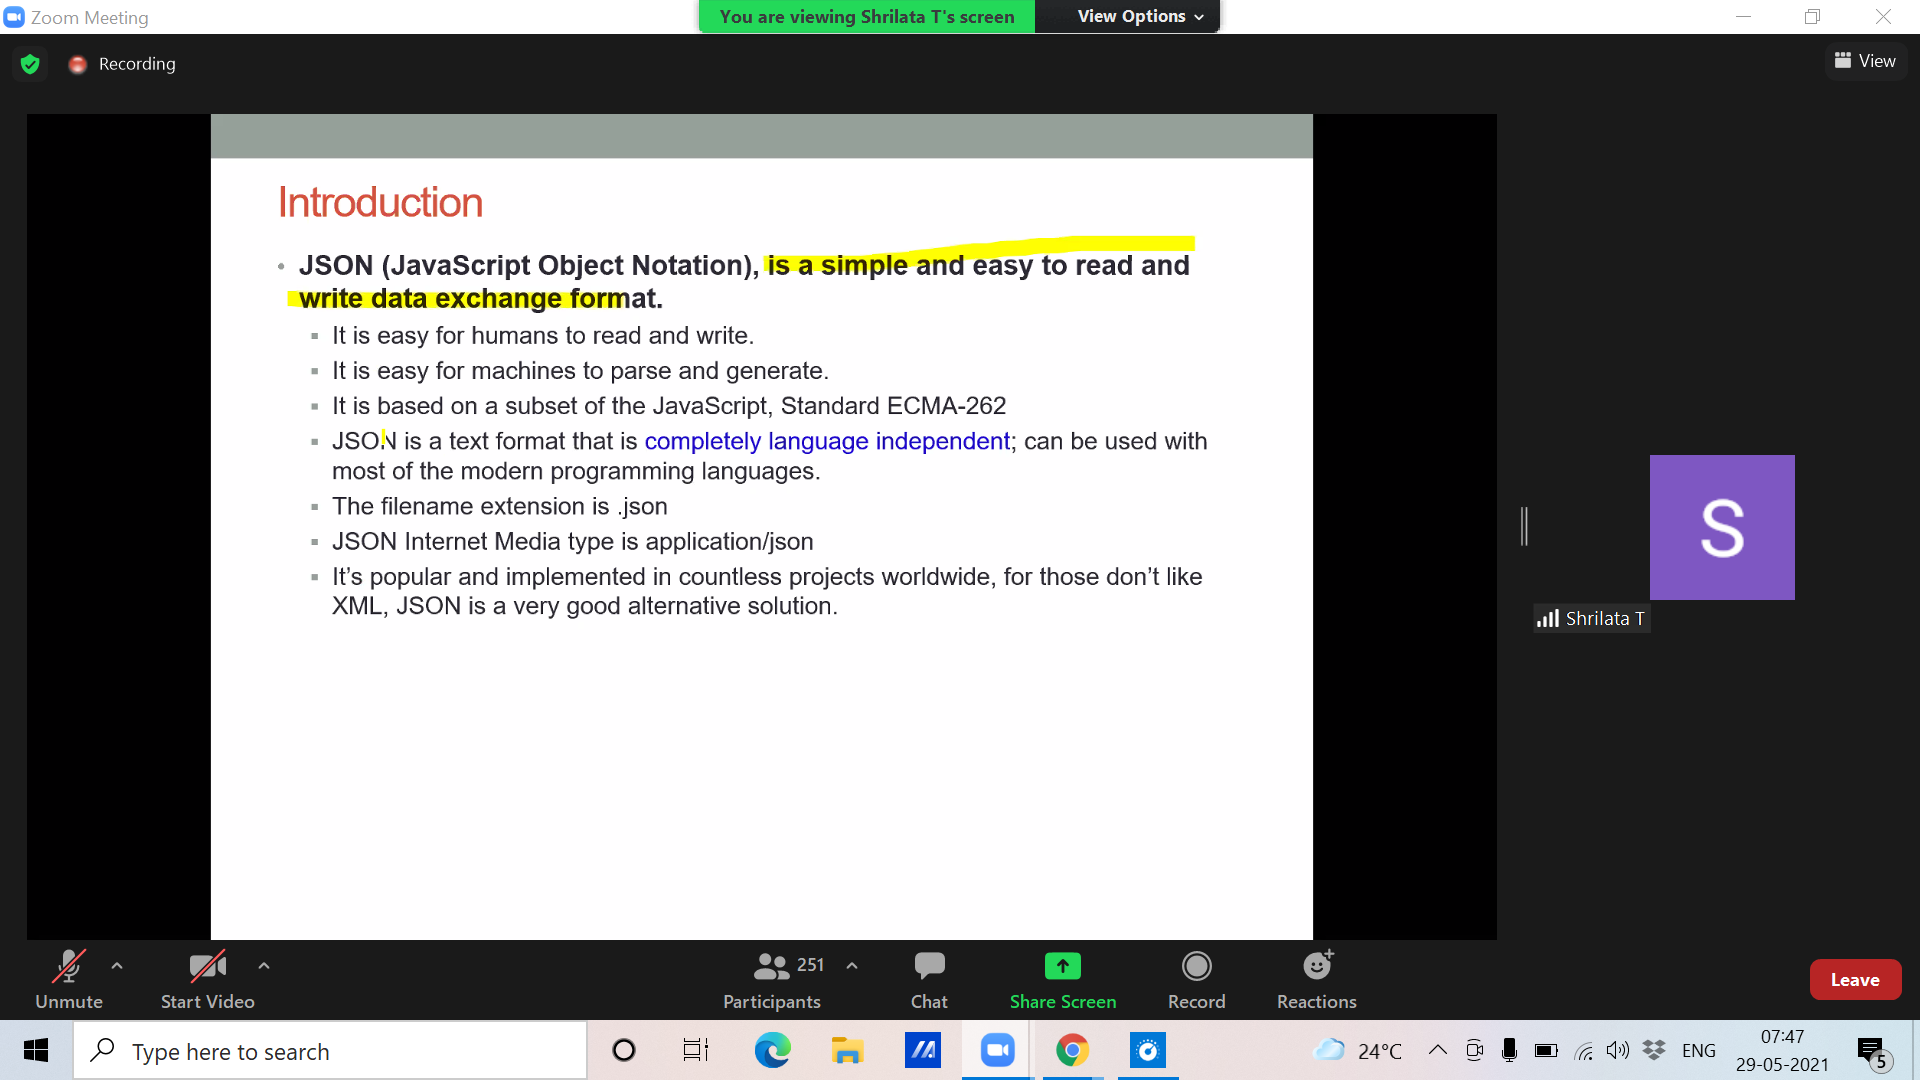 Zoom Meeting
You are viewing Shrilata T's screen
View Options
Recording
View
Introduction
• JSON (JavaScript Object Notation), is a simple and easy to read and
write data exchange format.
▪ It is easy for humans to read and write.
▪ It is easy for machines to parse and generate.
▪ It is based on a subset of the JavaScript, Standard ECMA-262
▪ JSON is a text format that is completely language independent; can be used with
most of the modern programming languages.
▪ The filename extension is .json
▪ JSON Internet Media type is application/json
▪ It’s popular and implemented in countless projects worldwide, for those don’t like
XML, JSON is a very good alternative solution.
S
Shrilata T
Unmute
Start Video
251
Participants
Chat
Share Screen
Record
Reactions
Leave
Type here to search
24°C
ENG
07:47
29-05-2021
5